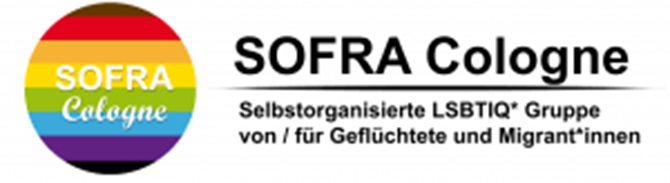 SOFRA
Cologne
SOFRA Cologne
Selbstorganisierte LSBTIQ* Gruppe
von / für Geflüchtete und Migrant*innen